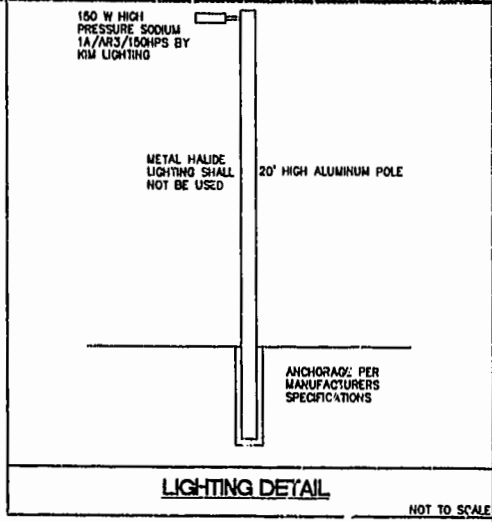 150 W HIGH
PRESSURE SODIUM
1A/AR3/150HPS BY
KIM LIGHTING
METAL HALIDE
LIGHTING SHALL
NOT BE USED
20' HIGH ALUMINUM POLE
ANCHORAGE PER
MANUFACTURERS
SPECIFICATIONS
LIGHTING DETAIL
NOT TO SCALE